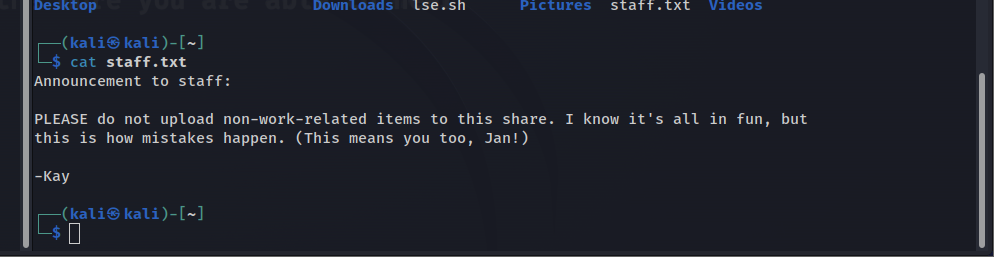 Desktop Downloads lse.sh Pictures staff.txt Videos
┌──(kali㉿kali)-[~]
└─$ cat staff.txt
Announcement to staff:
PLEASE do not upload non-work-related items to this share. I know it's all in fun, but
this is how mistakes happen. (This means you too, Jan!)
-Kay
┌──(kali㉿kali)-[~]
└─$